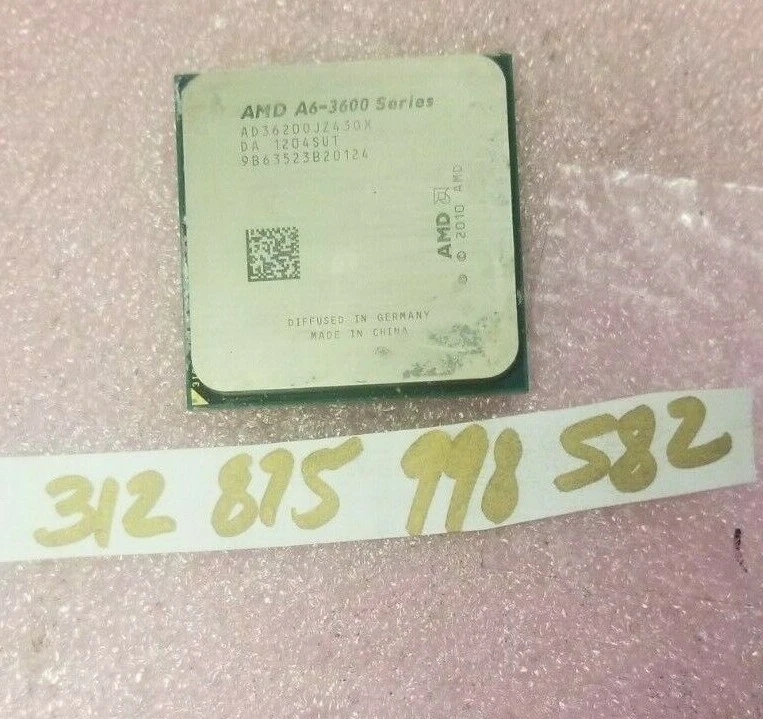 AMD A6-3600 Series
AD3620OJZ43GX
DA 1204SUT
9B63523B20124
AMD
© 2010 AMD
DIFFUSED IN GERMANY
MADE IN CHINA
312 875 998 582